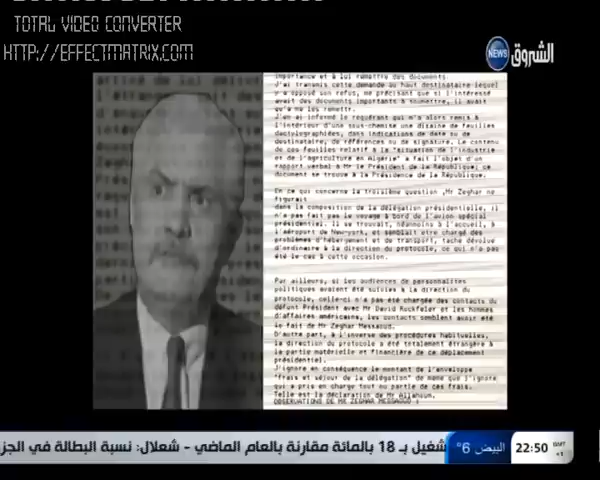 TOTAL VIDEO CONVERTER
HTTP://EFFECTMATRIX.COM
الشروق
NEWS
importance et à lui remettre des documents.
J'ai transmis cette demande au haut destinataire lequel
a opposé son refus, me précisant que si l'intéressé
avait des documents importants à soumettre, il avait
qu'à me les remettre.
J'en ai informé le requérant qui m'a alors remis à
l'intérieur d'une sous-chemise une dizaine de feuilles
dactylographiées, sans indications de date ou de
destinataire, de références ou de signature. Le contenu
de ces feuilles relatif à la "situation de l'industrie
et de l'agriculture en Algérie" a fait l'objet d'un
rapport verbal à Mr le Président de la République; ce
document se trouve à la Présidence de la République.
En ce qui concerne la troisième question ,Mr Zeghar ne
figurait
dans la composition de la délégation présidentielle, il
n'a pas fait pas le voyage à bord de l'avion spécial
présidentiel. Il se trouvait, néanmoins à l'accueil, à
l'aéroport de New-york, et semblait être chargé des
problèmes d'hébergement et de transport, tache dévolue
d'ordinaire à la direction du protocole, ce qui n'a pas
été le cas à cette occasion.
Par ailleurs, si les audiences de personnalités
politiques avaient été suivies à la direction du
protocole, celle-ci n'a pas été chargée des contacts du
défunt Président avec Mr David Rockfeler et les hommes
d'affaires américains, les contacts semblent avoir été
le fait de Mr Zeghar Messaoud.
D'autre part, à l'inverse des procédures habituelles,
la direction du protocole a été totalement étrangère à
la partie matérielle et financière de ce déplacement
présidentiel.
J'ignore en conséquence le montant de l'enveloppe
"frais et séjour de la délégation" de meme que j'ignore
qui a pris en charge tout ou partie de ces frais.
Telle est la déclaration de Mr Allahoum.
OBSERVATIONS DE MR ZEGHAR MESSAOUD :
شغيل بـ 18 بالمائة مقارنة بالعام الماضي - شعلال: نسبة البطالة في الجز
البيض 6°
22:50
GMT
+1